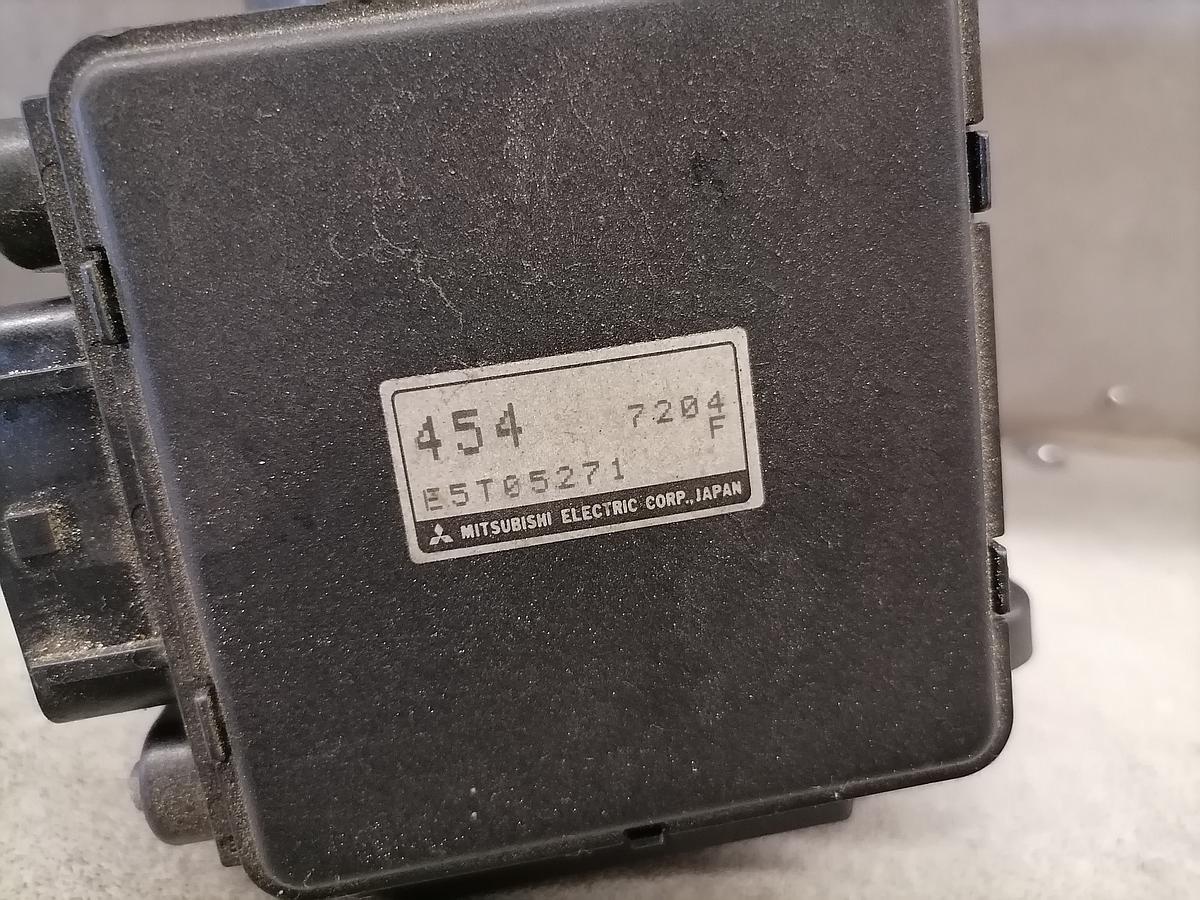 454 7204
F
E5T05271
MITSUBISHI ELECTRIC CORP., JAPAN